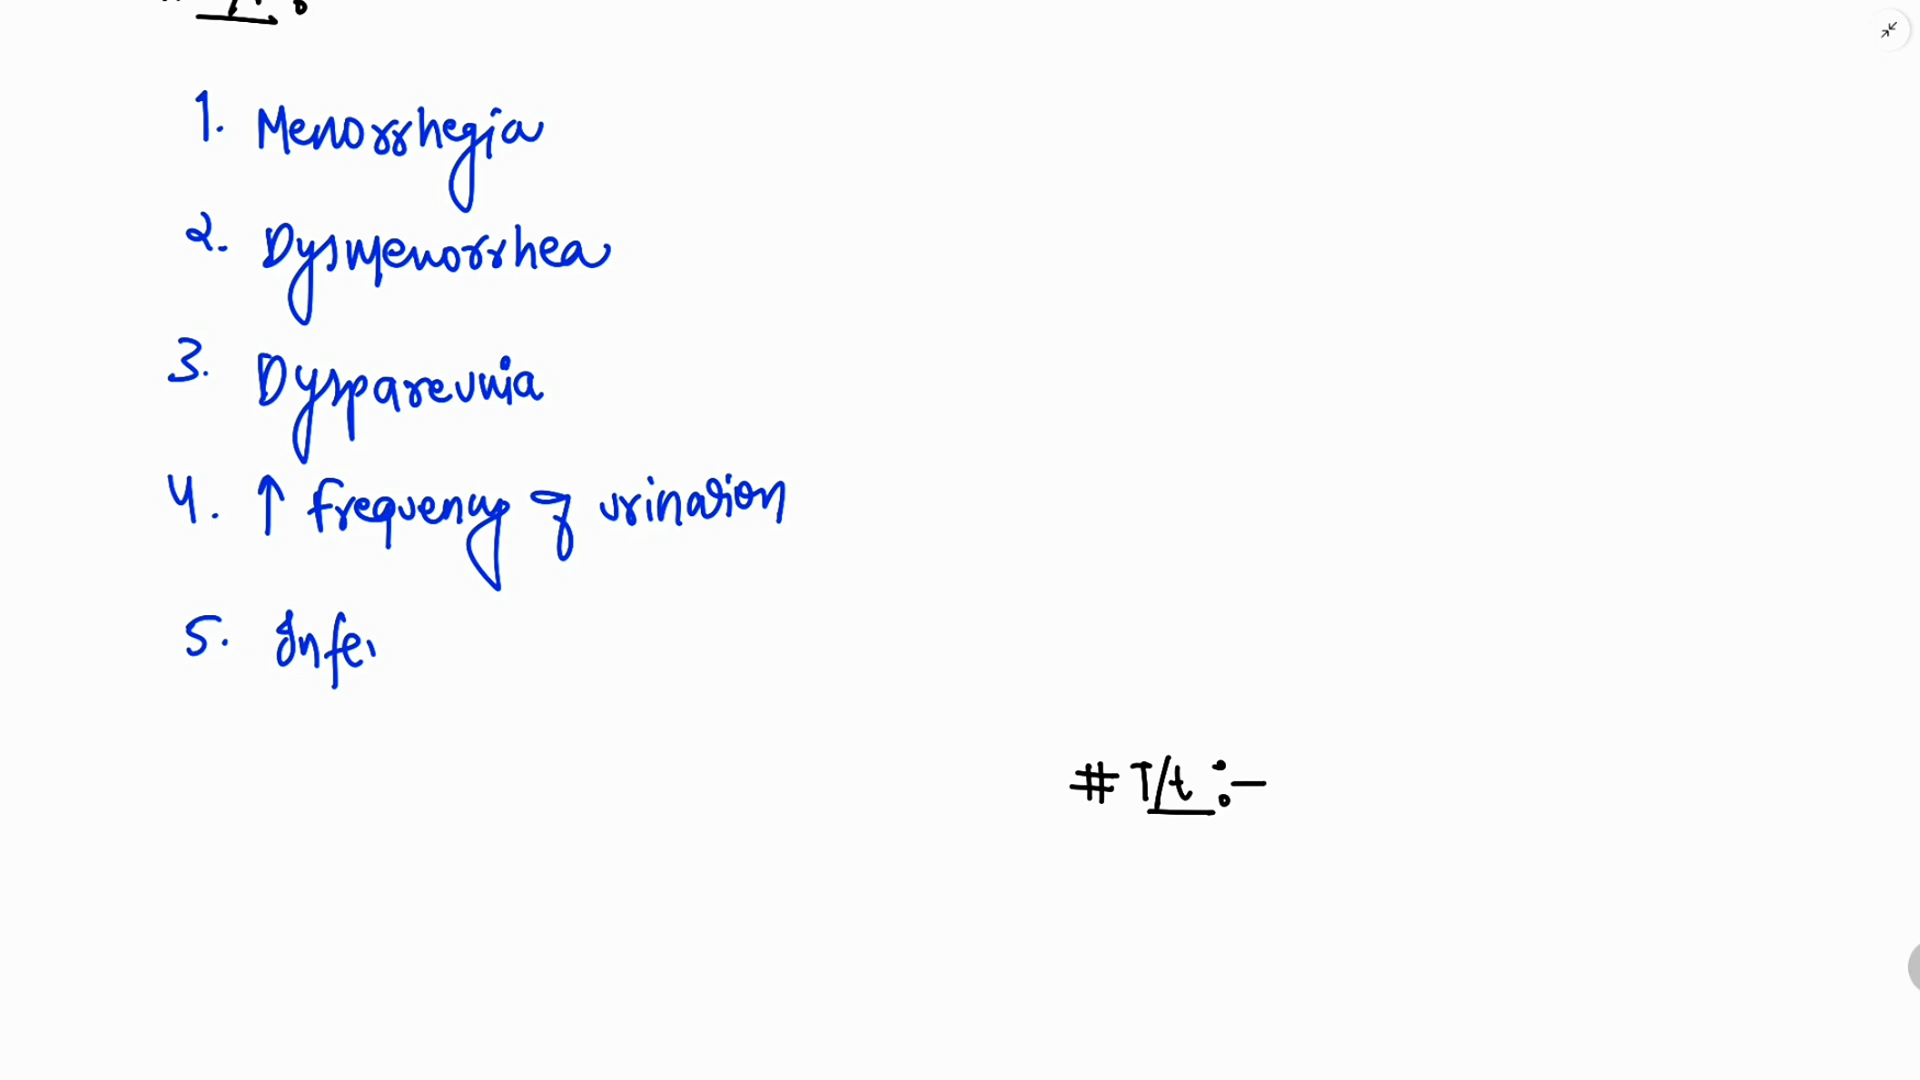 1. Menorrhegia
2. Dysmenorrhea
3. Dyspareunia
4. ↑ frequency of urination
5. Infe
# T/t :-